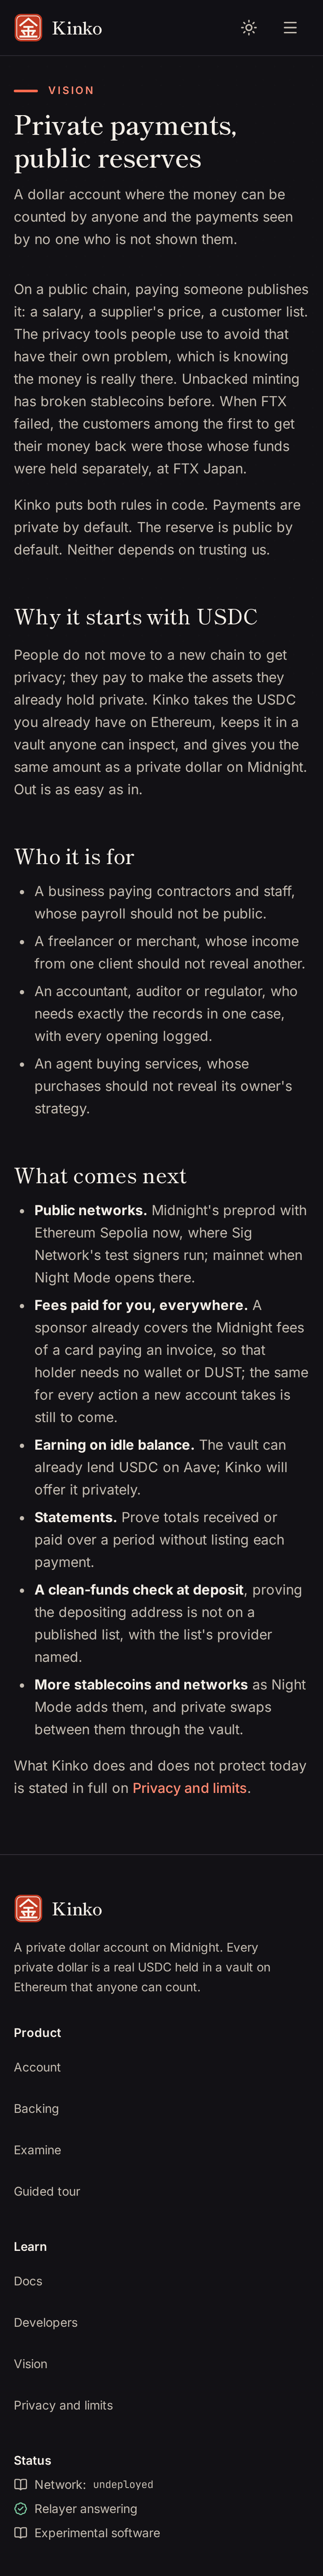 金 Kinko
VISION
Private payments,
public reserves
A dollar account where the money can be
counted by anyone and the payments seen
by no one who is not shown them.
On a public chain, paying someone publishes
it: a salary, a supplier's price, a customer list.
The privacy tools people use to avoid that
have their own problem, which is knowing
the money is really there. Unbacked minting
has broken stablecoins before. When FTX
failed, the customers among the first to get
their money back were those whose funds
were held separately, at FTX Japan.
Kinko puts both rules in code. Payments are
private by default. The reserve is public by
default. Neither depends on trusting us.
Why it starts with USDC
People do not move to a new chain to get
privacy; they pay to make the assets they
already hold private. Kinko takes the USDC
you already have on Ethereum, keeps it in a
vault anyone can inspect, and gives you the
same amount as a private dollar on Midnight.
Out is as easy as in.
Who it is for
• A business paying contractors and staff,
whose payroll should not be public.
• A freelancer or merchant, whose income
from one client should not reveal another.
• An accountant, auditor or regulator, who
needs exactly the records in one case,
with every opening logged.
• An agent buying services, whose
purchases should not reveal its owner's
strategy.
What comes next
• Public networks. Midnight's preprod with
Ethereum Sepolia now, where Sig
Network's test signers run; mainnet when
Night Mode opens there.
• Fees paid for you, everywhere. A
sponsor already covers the Midnight fees
of a card paying an invoice, so that
holder needs no wallet or DUST; the same
for every action a new account takes is
still to come.
• Earning on idle balance. The vault can
already lend USDC on Aave; Kinko will
offer it privately.
• Statements. Prove totals received or
paid over a period without listing each
payment.
• A clean-funds check at deposit, proving
the depositing address is not on a
published list, with the list's provider
named.
• More stablecoins and networks as Night
Mode adds them, and private swaps
between them through the vault.
What Kinko does and does not protect today
is stated in full on Privacy and limits.
金 Kinko
A private dollar account on Midnight. Every
private dollar is a real USDC held in a vault on
Ethereum that anyone can count.
Product
Account
Backing
Examine
Guided tour
Learn
Docs
Developers
Vision
Privacy and limits
Status
Network: undeployed
Relayer answering
Experimental software